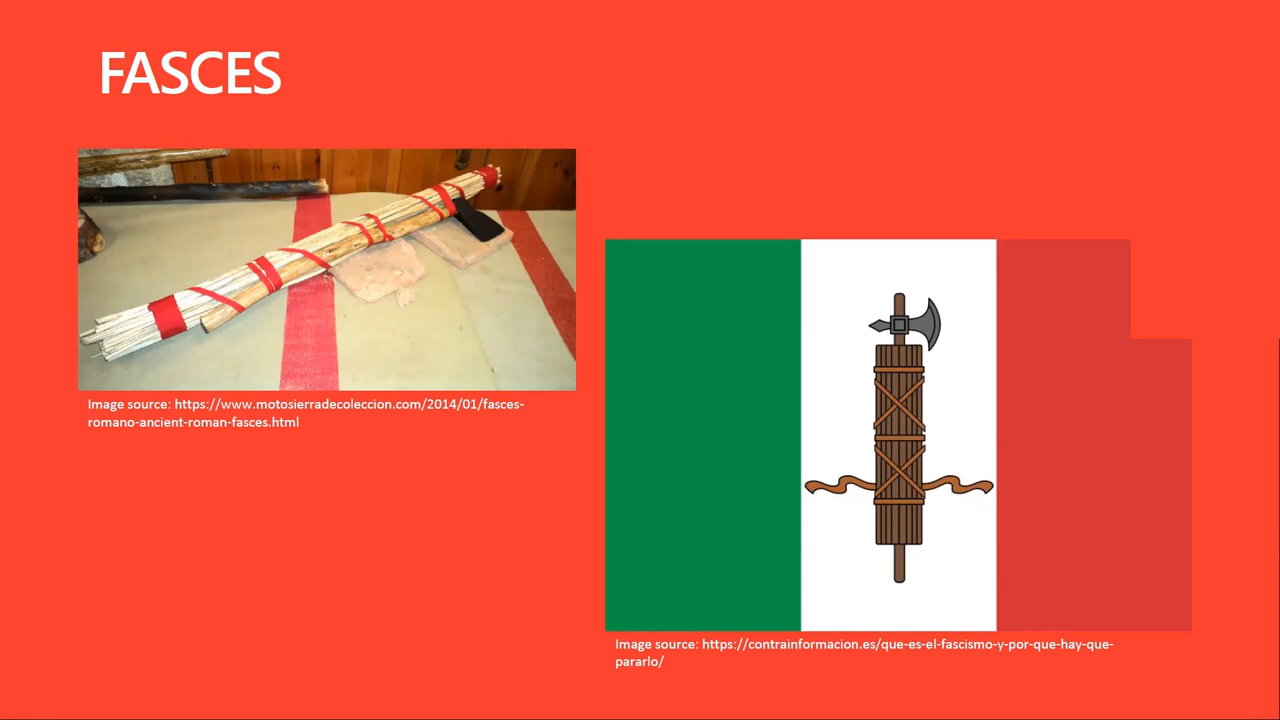 FASCES
Image source: https://www.motosierradecoleccion.com/2014/01/fasces-
romano-ancient-roman-fasces.html
Image source: https://contrainformacion.es/que-es-el-fascismo-y-por-que-hay-que-
pararlo/